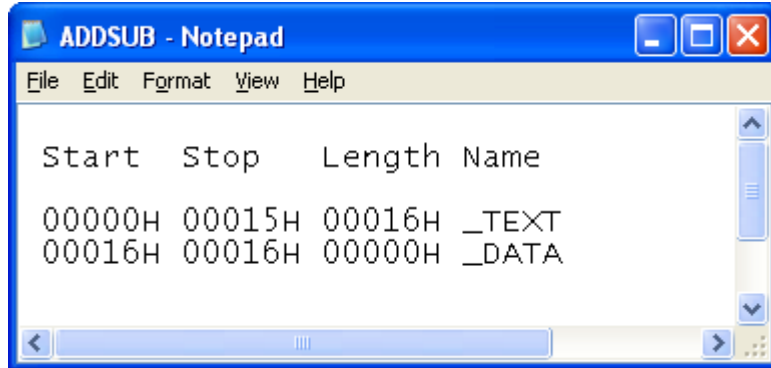 ADDSUB - Notepad
File Edit Format View Help
Start Stop Length Name
00000H 00015H 00016H _TEXT
00016H 00016H 00000H _DATA